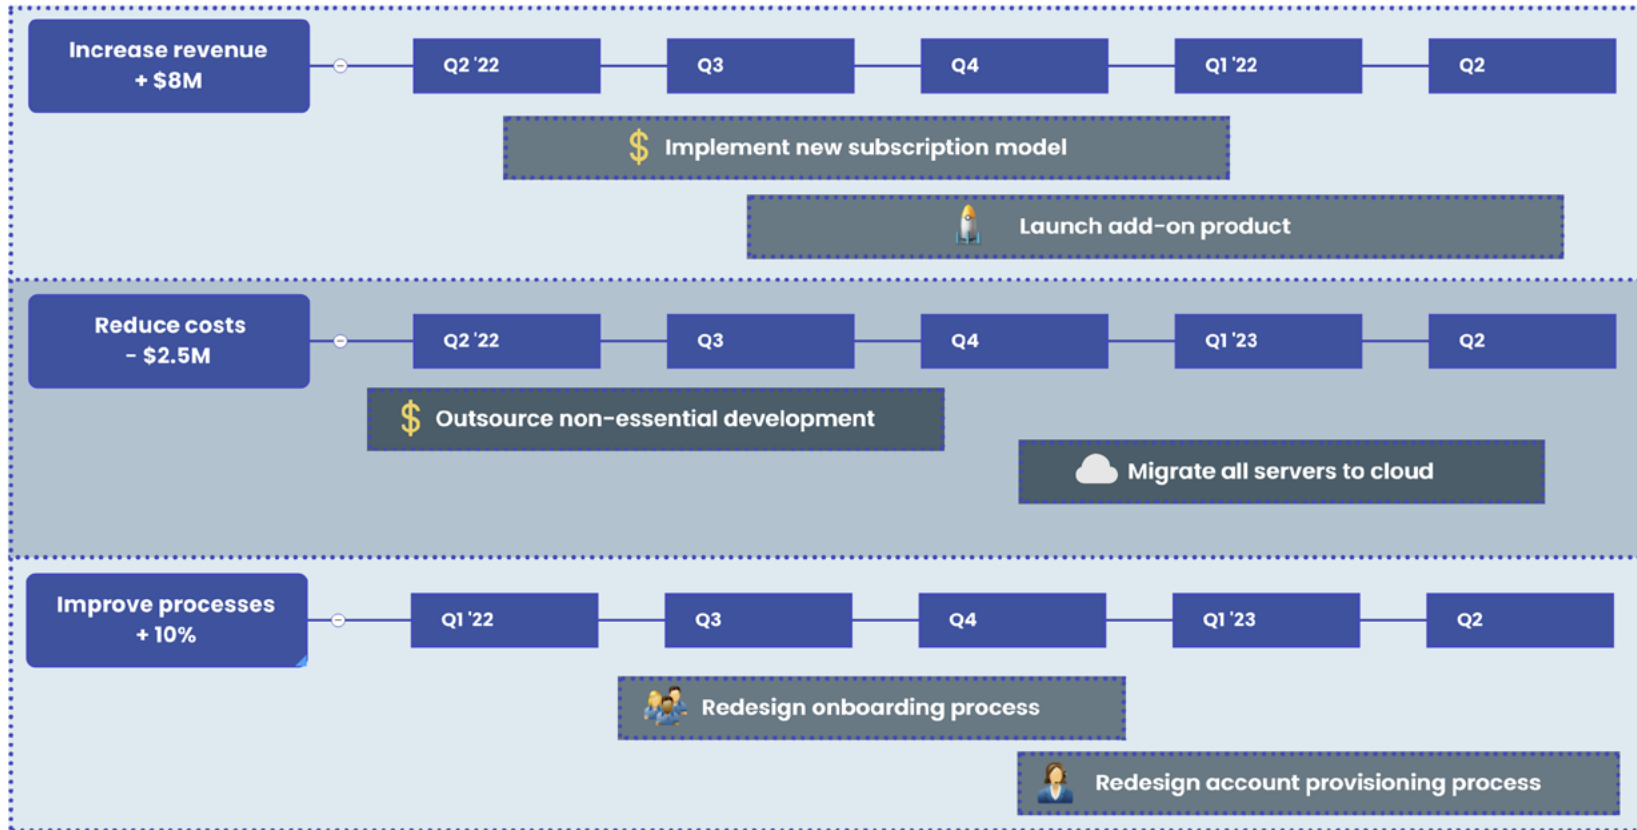 Increase revenue
+ $8M
Q2 '22
Q3
Q4
Q1 '22
Q2
$ Implement new subscription model
Launch add-on product
Reduce costs
- $2.5M
Q2 '22
Q3
Q4
Q1 '23
Q2
$ Outsource non-essential development
Migrate all servers to cloud
Improve processes
+ 10%
Q1 '22
Q3
Q4
Q1 '23
Q2
Redesign onboarding process
Redesign account provisioning process